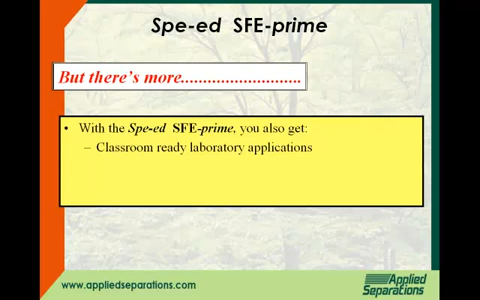 Spe-ed SFE-prime
But there's more............................
• With the Spe-ed SFE-prime, you also get:
– Classroom ready laboratory applications
www.appliedseparations.com
Applied
Separations